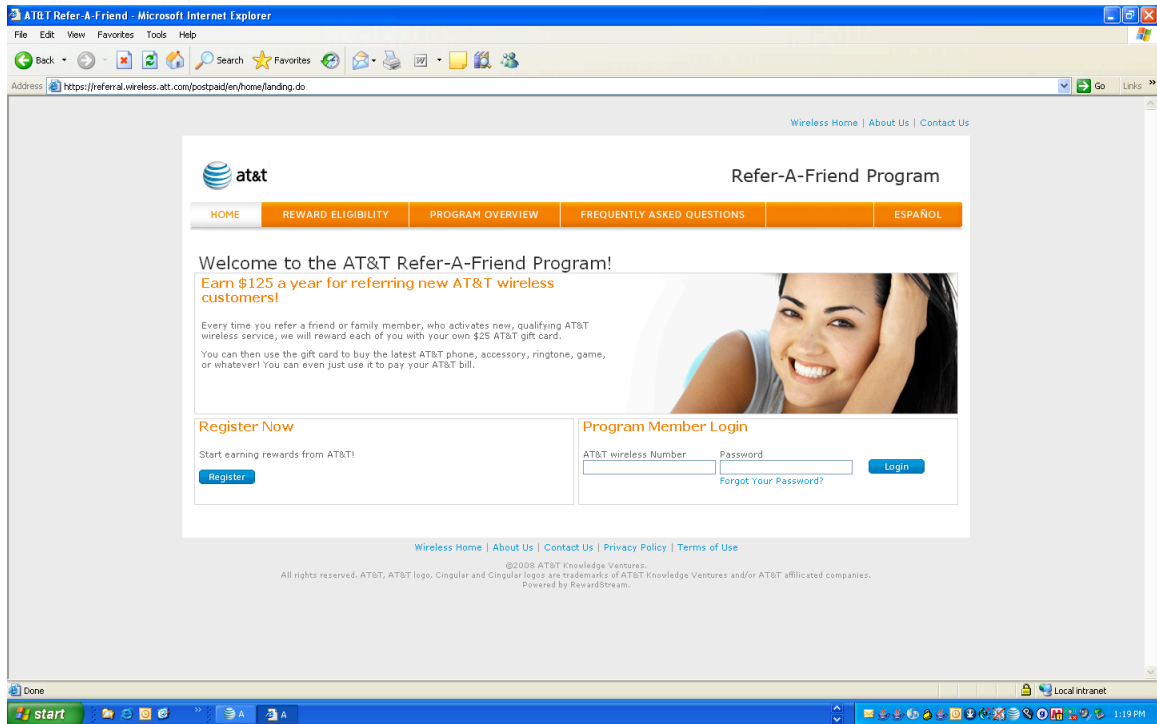 AT&T Refer-A-Friend - Microsoft Internet Explorer
File Edit View Favorites Tools Help
Back Search Favorites
Address https://referral.wireless.att.com/postpaid/en/home/landing.do Go Links »
Wireless Home | About Us | Contact Us
at&t Refer-A-Friend Program
HOME REWARD ELIGIBILITY PROGRAM OVERVIEW FREQUENTLY ASKED QUESTIONS ESPAÑOL
Welcome to the AT&T Refer-A-Friend Program!
Earn $125 a year for referring new AT&T wireless
customers!
Every time you refer a friend or family member, who activates new, qualifying AT&T
wireless service, we will reward each of you with your own $25 AT&T gift card.
You can then use the gift card to buy the latest AT&T phone, accessory, ringtone, game,
or whatever! You can even just use it to pay your AT&T bill.
Register Now
Start earning rewards from AT&T!
Register
Program Member Login
AT&T wireless Number Password
Login
Forgot Your Password?
Wireless Home | About Us | Contact Us | Privacy Policy | Terms of Use
©2008 AT&T Knowledge Ventures.
All rights reserved. AT&T, AT&T logo, Cingular and Cingular logos are trademarks of AT&T Knowledge Ventures and/or AT&T affilicated companies.
Powered by RewardStream.
Done Local intranet
start » A A 1:19 PM